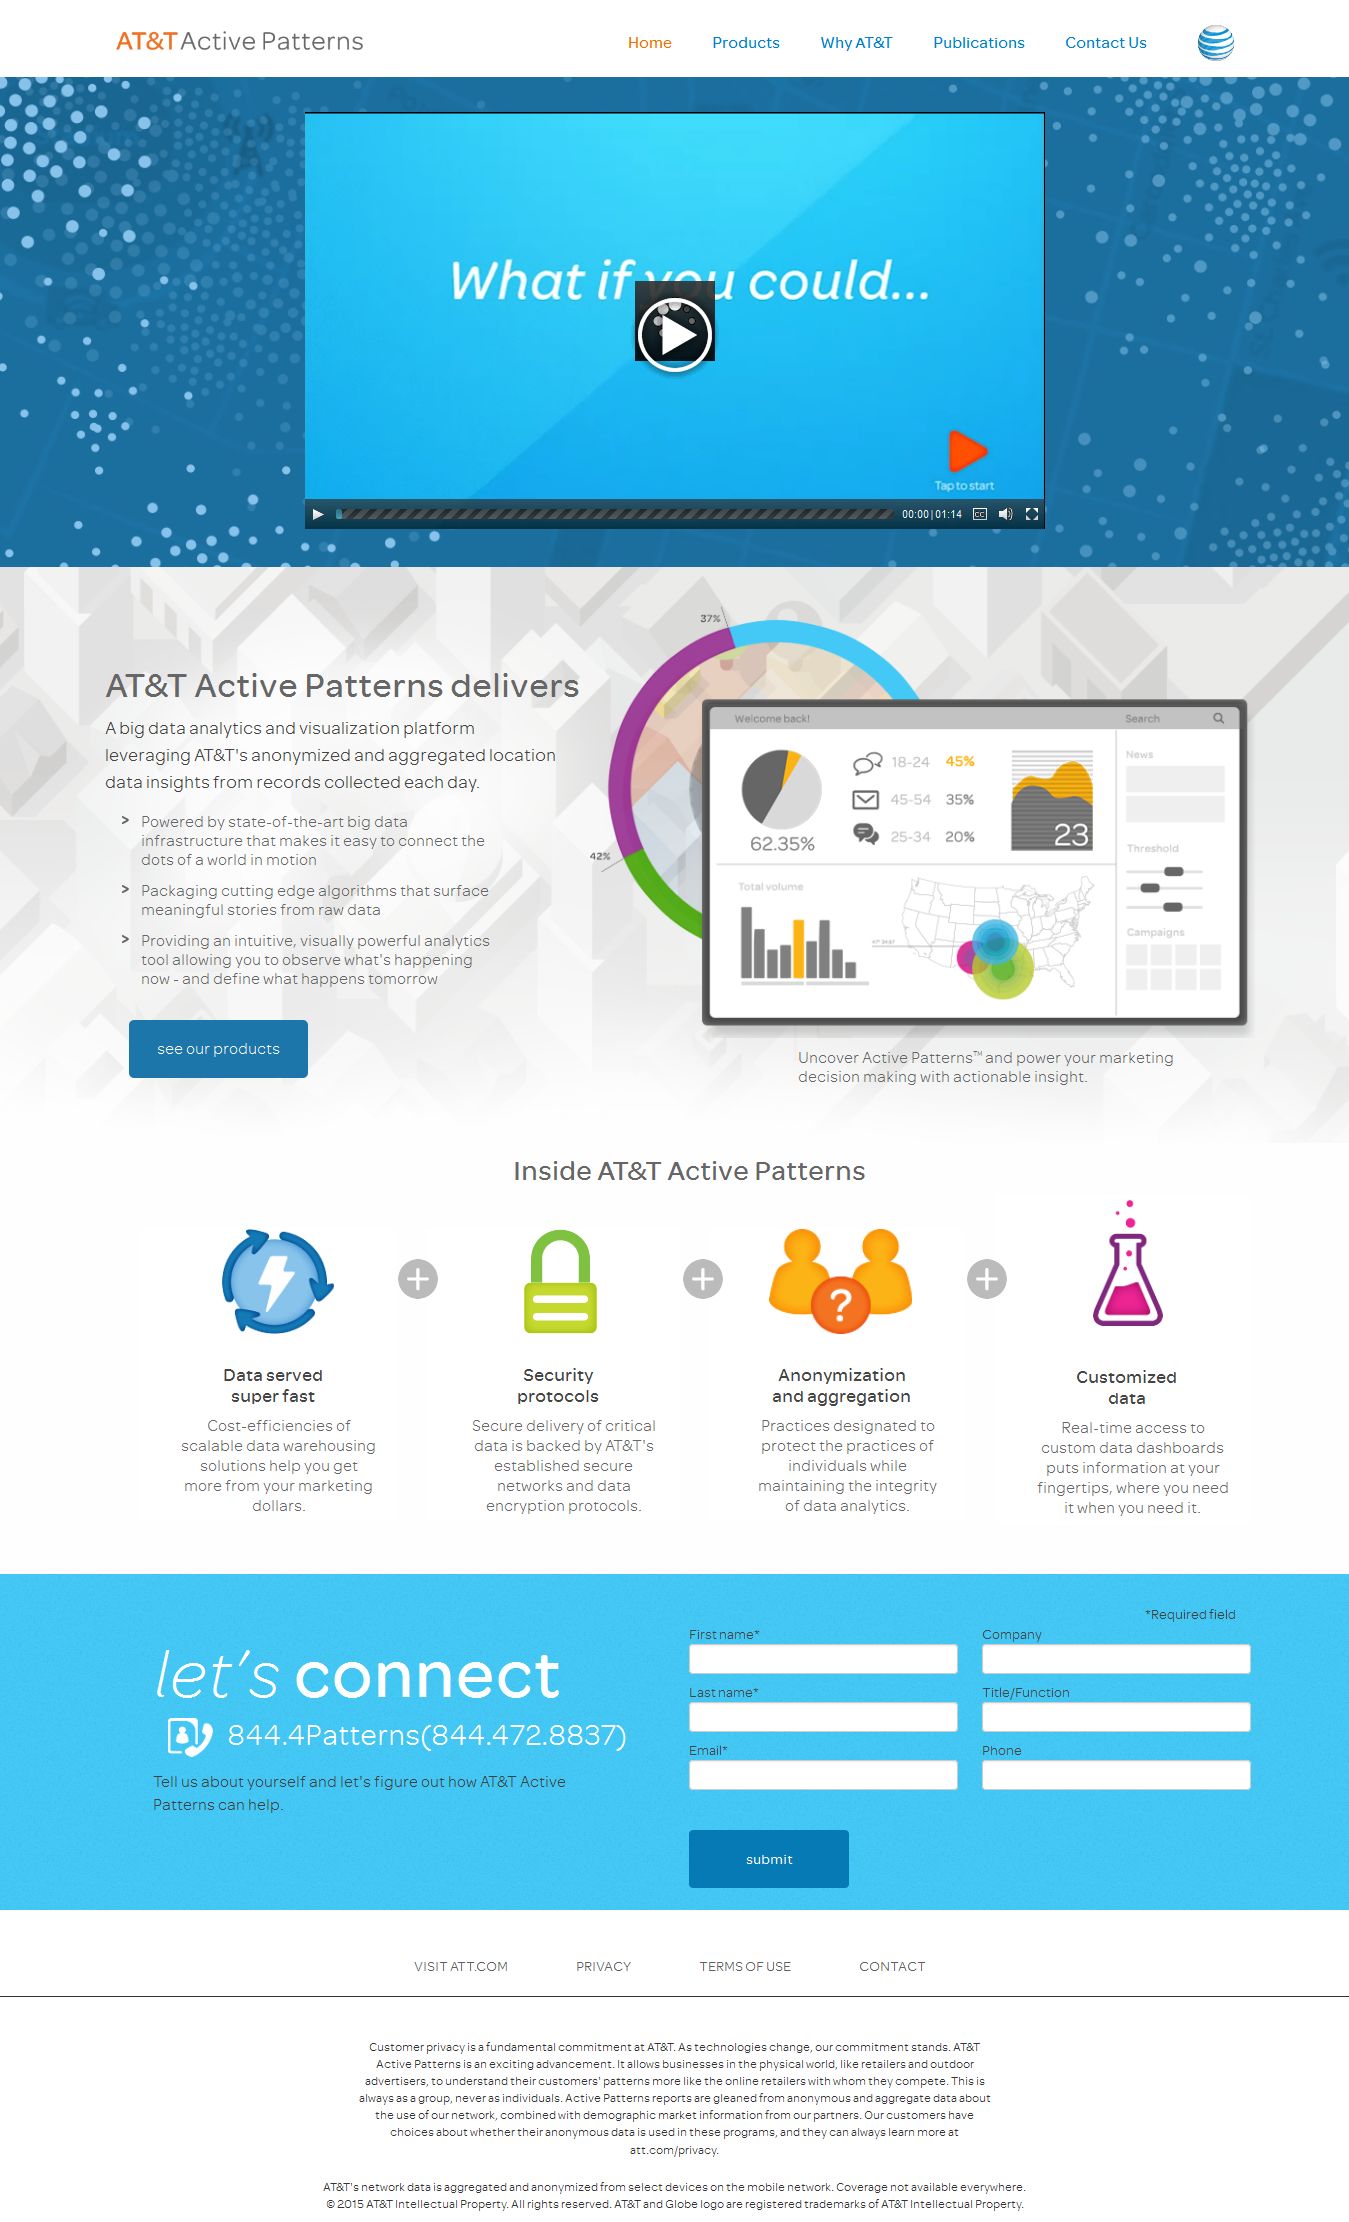 AT&T Active Patterns
Home Products Why AT&T Publications Contact Us
What if you could...
Tap to start
00:00|01:14 CC
37%
42%
AT&T Active Patterns delivers
A big data analytics and visualization platform
leveraging AT&T's anonymized and aggregated location
data insights from records collected each day.
> Powered by state-of-the-art big data
infrastructure that makes it easy to connect the
dots of a world in motion
> Packaging cutting edge algorithms that surface
meaningful stories from raw data
> Providing an intuitive, visually powerful analytics
tool allowing you to observe what's happening
now - and define what happens tomorrow
see our products
Welcome back! Search
62.35%
18-24 45%
45-54 35%
25-34 20%
23
News
Threshold
Campaigns
Total volume
Uncover Active Patterns™ and power your marketing
decision making with actionable insight.
Inside AT&T Active Patterns
Data served
super fast
Cost-efficiencies of
scalable data warehousing
solutions help you get
more from your marketing
dollars.
Security
protocols
Secure delivery of critical
data is backed by AT&T's
established secure
networks and data
encryption protocols.
?
Anonymization
and aggregation
Practices designated to
protect the practices of
individuals while
maintaining the integrity
of data analytics.
Customized
data
Real-time access to
custom data dashboards
puts information at your
fingertips, where you need
it when you need it.
let's connect
844.4Patterns(844.472.8837)
Tell us about yourself and let's figure out how AT&T Active
Patterns can help.
*Required field
First name* Company
Last name* Title/Function
Email* Phone
submit
VISIT ATT.COM PRIVACY TERMS OF USE CONTACT
Customer privacy is a fundamental commitment at AT&T. As technologies change, our commitment stands. AT&T
Active Patterns is an exciting advancement. It allows businesses in the physical world, like retailers and outdoor
advertisers, to understand their customers' patterns more like the online retailers with whom they compete. This is
always as a group, never as individuals. Active Patterns reports are gleaned from anonymous and aggregate data about
the use of our network, combined with demographic market information from our partners. Our customers have
choices about whether their anonymous data is used in these programs, and they can always learn more at
att.com/privacy.
AT&T's network data is aggregated and anonymized from select devices on the mobile network. Coverage not available everywhere.
© 2015 AT&T Intellectual Property. All rights reserved. AT&T and Globe logo are registered trademarks of AT&T Intellectual Property.